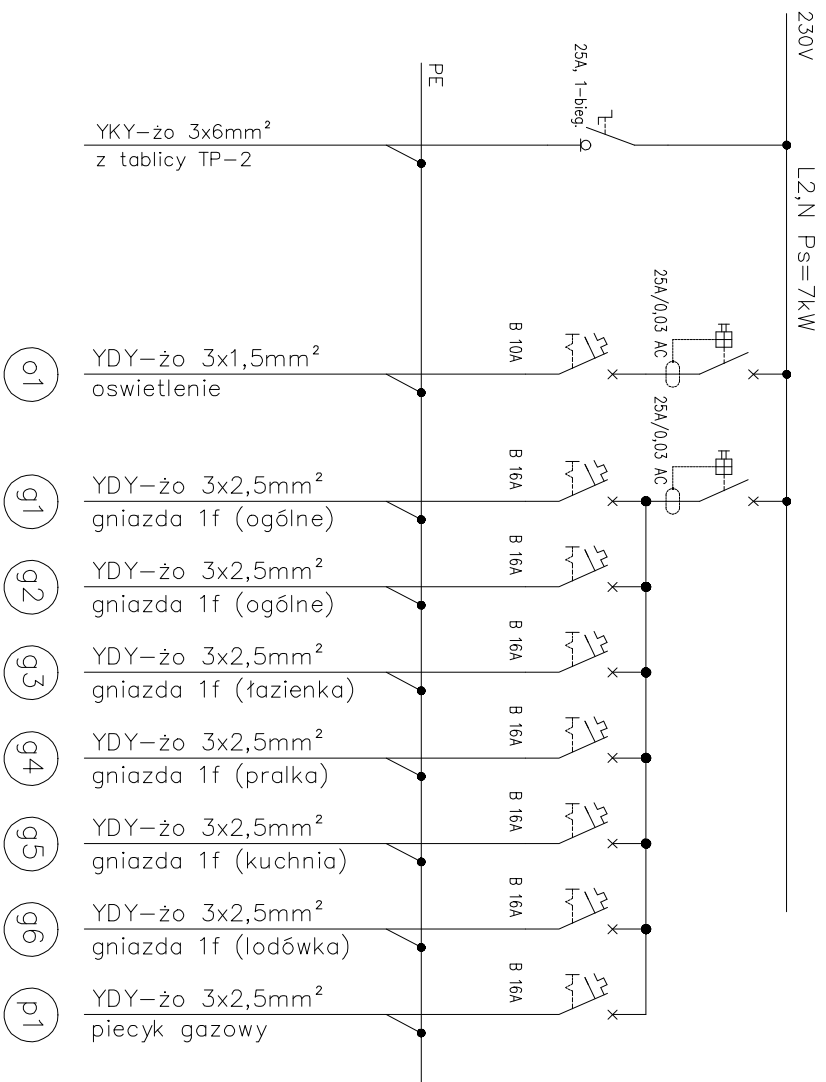 230V
L2,N Ps=7kW
PE
25A, 1-bieg.
YKY-żo 3x6mm²
z tablicy TP-2
25A/0,03 AC
B 10A
o1
YDY-żo 3x1,5mm²
oswietlenie
25A/0,03 AC
B 16A
g1
YDY-żo 3x2,5mm²
gniazda 1f (ogólne)
B 16A
g2
YDY-żo 3x2,5mm²
gniazda 1f (ogólne)
B 16A
g3
YDY-żo 3x2,5mm²
gniazda 1f (łazienka)
B 16A
g4
YDY-żo 3x2,5mm²
gniazda 1f (pralka)
B 16A
g5
YDY-żo 3x2,5mm²
gniazda 1f (kuchnia)
B 16A
g6
YDY-żo 3x2,5mm²
gniazda 1f (lodówka)
B 16A
p1
YDY-żo 3x2,5mm²
piecyk gazowy